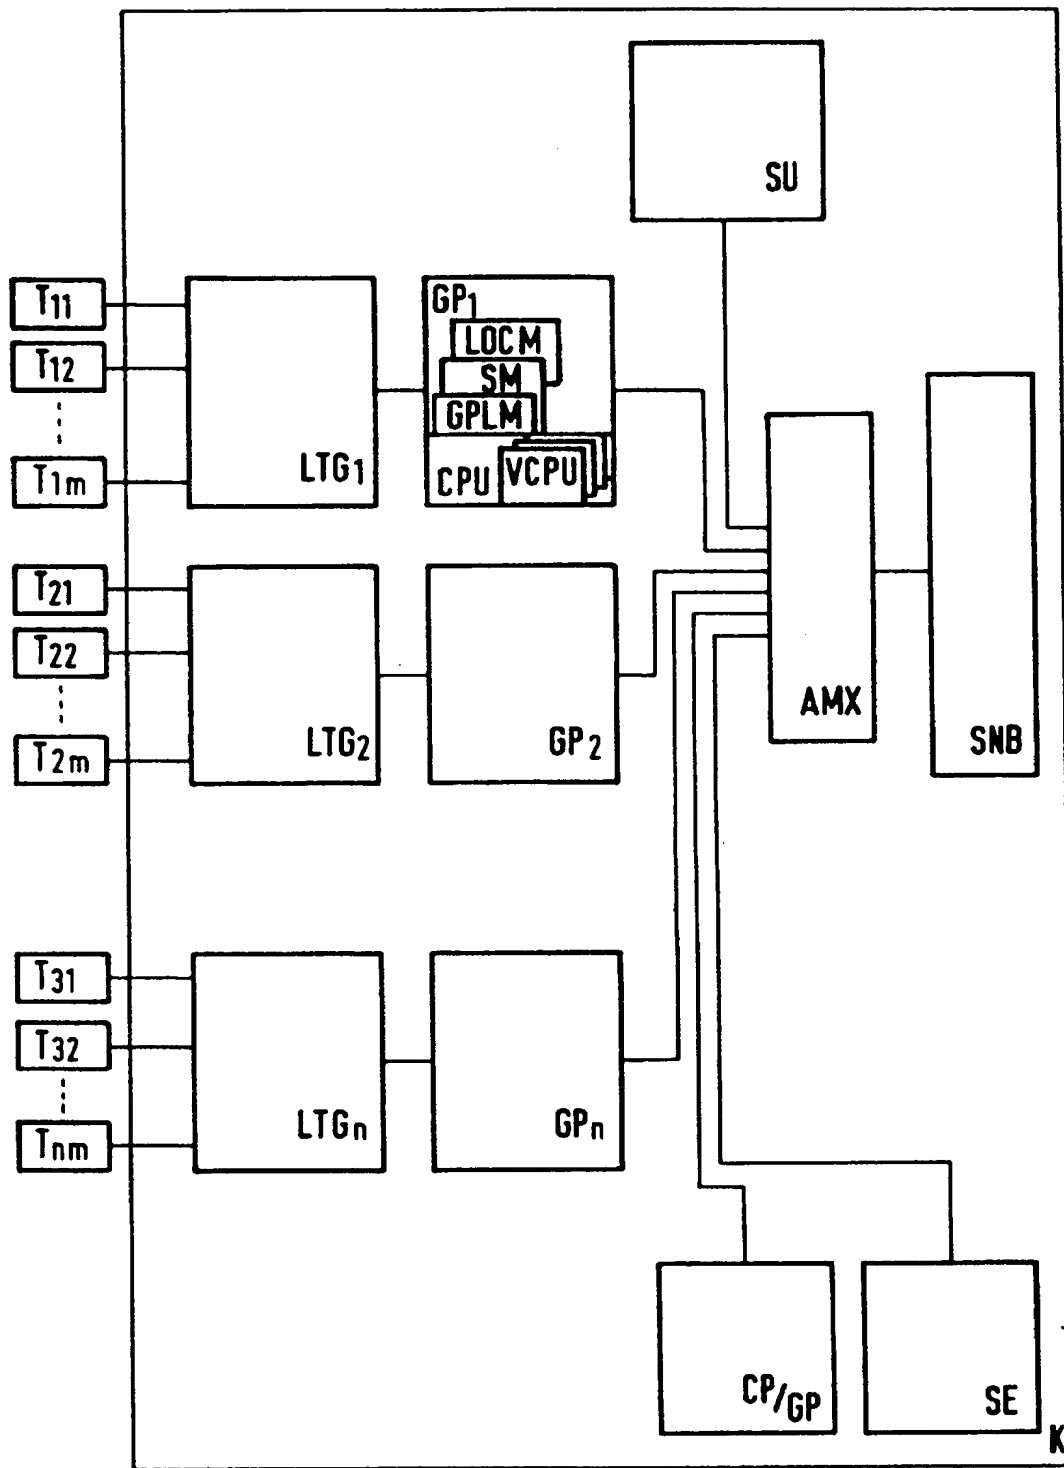 SU
T11
T12
T1m
LTG1
GP1
LOCM
SM
GPLM
CPU
VCPU
T21
T22
T2m
LTG2
GP2
AMX
SNB
T31
T32
Tnm
LTGn
GPn
CP/GP
SE
K